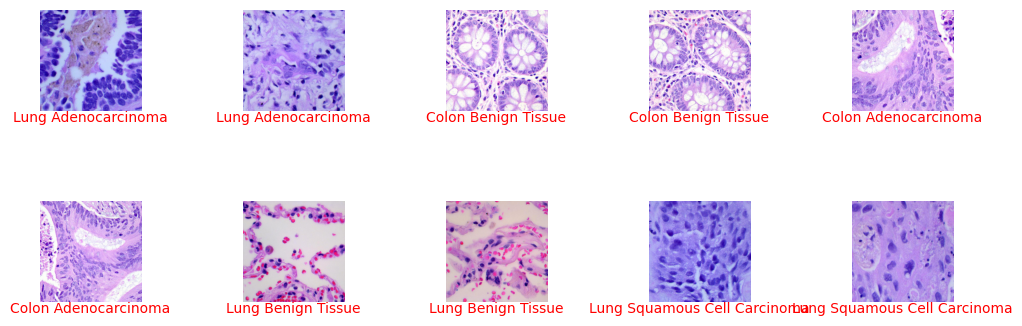 Lung Adenocarcinoma
Lung Adenocarcinoma
Colon Benign Tissue
Colon Benign Tissue
Colon Adenocarcinoma
Colon Adenocarcinoma
Lung Benign Tissue
Lung Benign Tissue
Lung Squamous Cell Carcinoma
Lung Squamous Cell Carcinoma